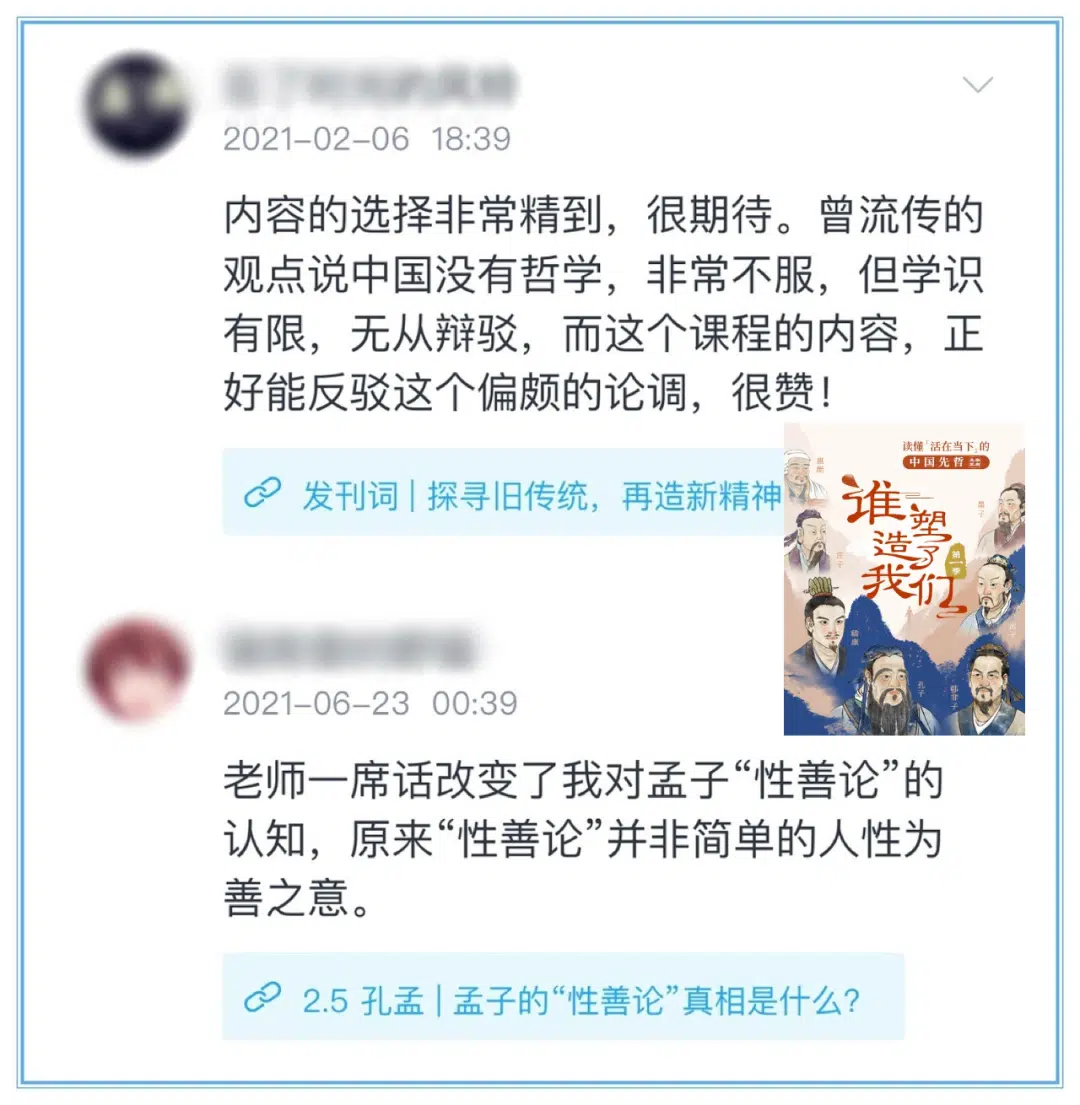 2021-02-06 18:39
内容的选择非常精到，很期待。曾流传的
观点说中国没有哲学，非常不服，但学识
有限，无从辩驳，而这个课程的内容，正
好能反驳这个偏颇的论调，很赞！
发刊词 | 探寻旧传统，再造新精神
读懂「活在当下」的
中国先哲
谁塑
造了
我们
第一季
孔子
韩非子
2021-06-23 00:39
老师一席话改变了我对孟子“性善论”的
认知，原来“性善论”并非简单的人性为
善之意。
2.5 孔孟 | 孟子的“性善论”真相是什么？